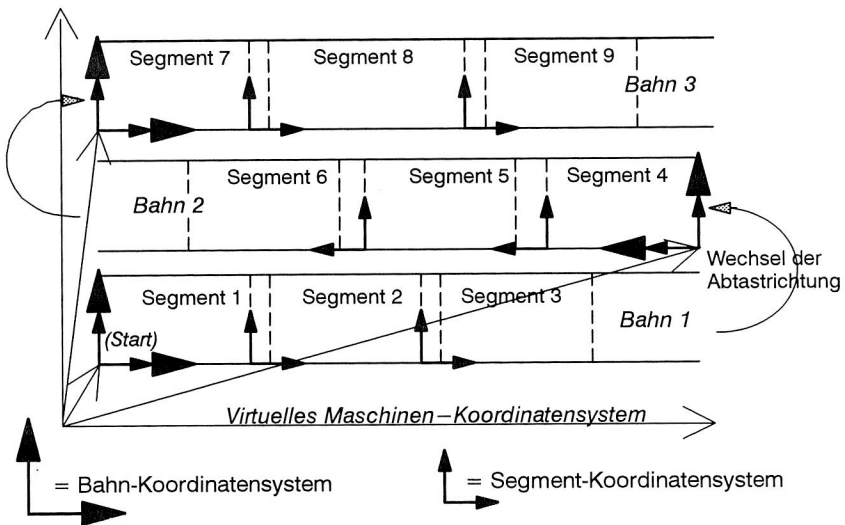 Segment 7
Segment 8
Segment 9
Bahn 3
Segment 6
Segment 5
Segment 4
Bahn 2
Wechsel der
Abtastrichtung
Segment 1
Segment 2
Segment 3
Bahn 1
(Start)
Virtuelles Maschinen–Koordinatensystem
= Bahn-Koordinatensystem
= Segment-Koordinatensystem